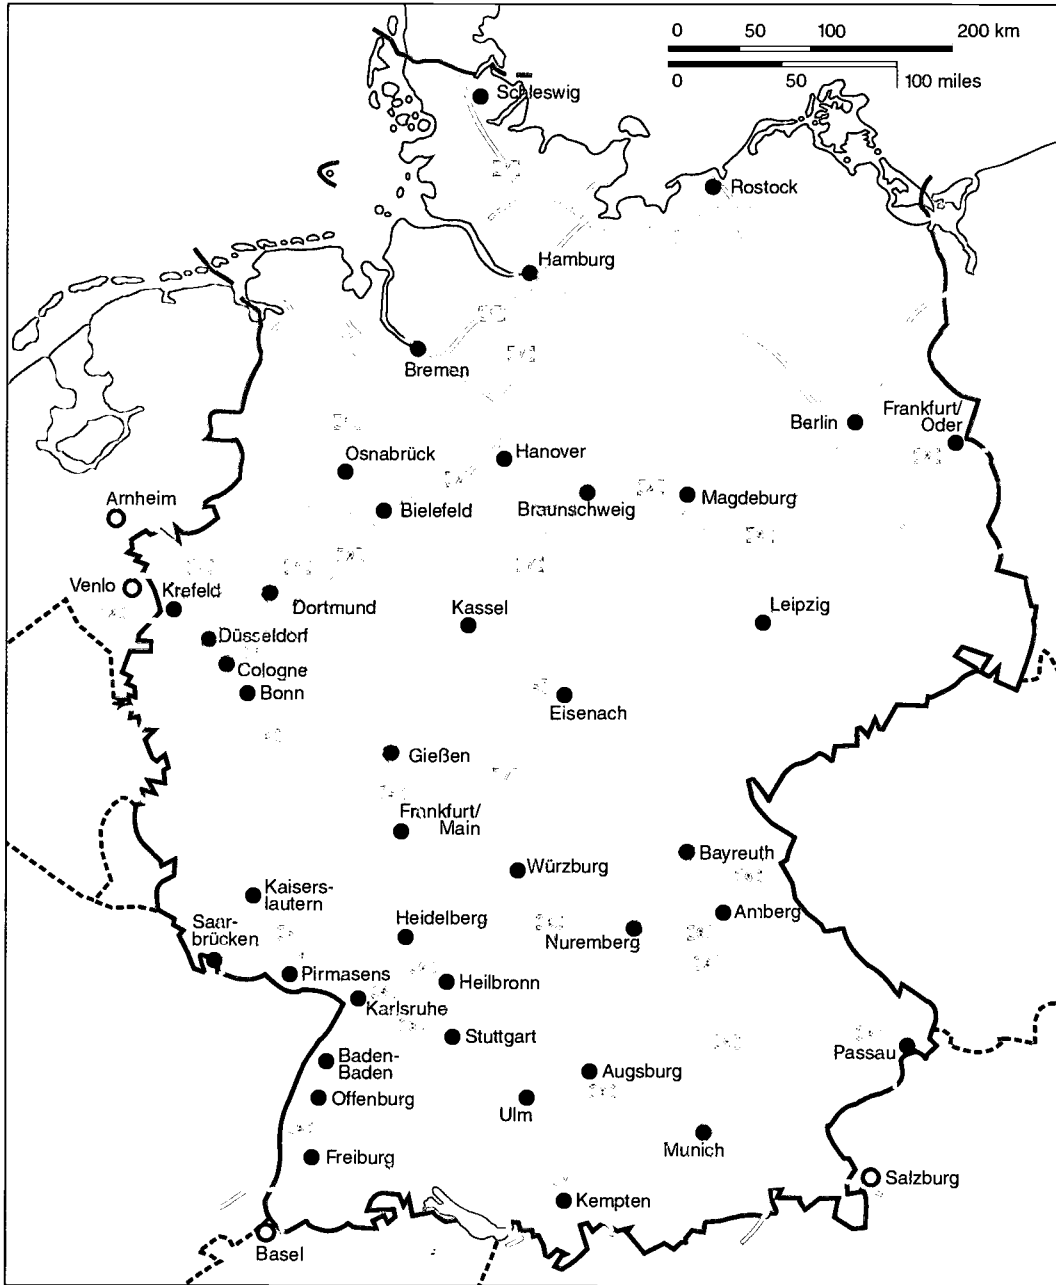 0 50 100 200 km
0 50 100 miles
Schleswig
Rostock
Hamburg
Bremen
Berlin
Frankfurt/
Oder
Osnabrück
Hanover
Arnheim
Bielefeld
Braunschweig
Magdeburg
Venlo
Krefeld
Dortmund
Kassel
Leipzig
Düsseldorf
Cologne
Bonn
Eisenach
Gießen
Frankfurt/
Main
Würzburg
Bayreuth
Kaisers-
lautern
Saar-
brücken
Heidelberg
Nuremberg
Amberg
Pirmasens
Heilbronn
Karlsruhe
Stuttgart
Passau
Baden-
Baden
Augsburg
Offenburg
Ulm
Munich
Freiburg
Salzburg
Kempten
Basel